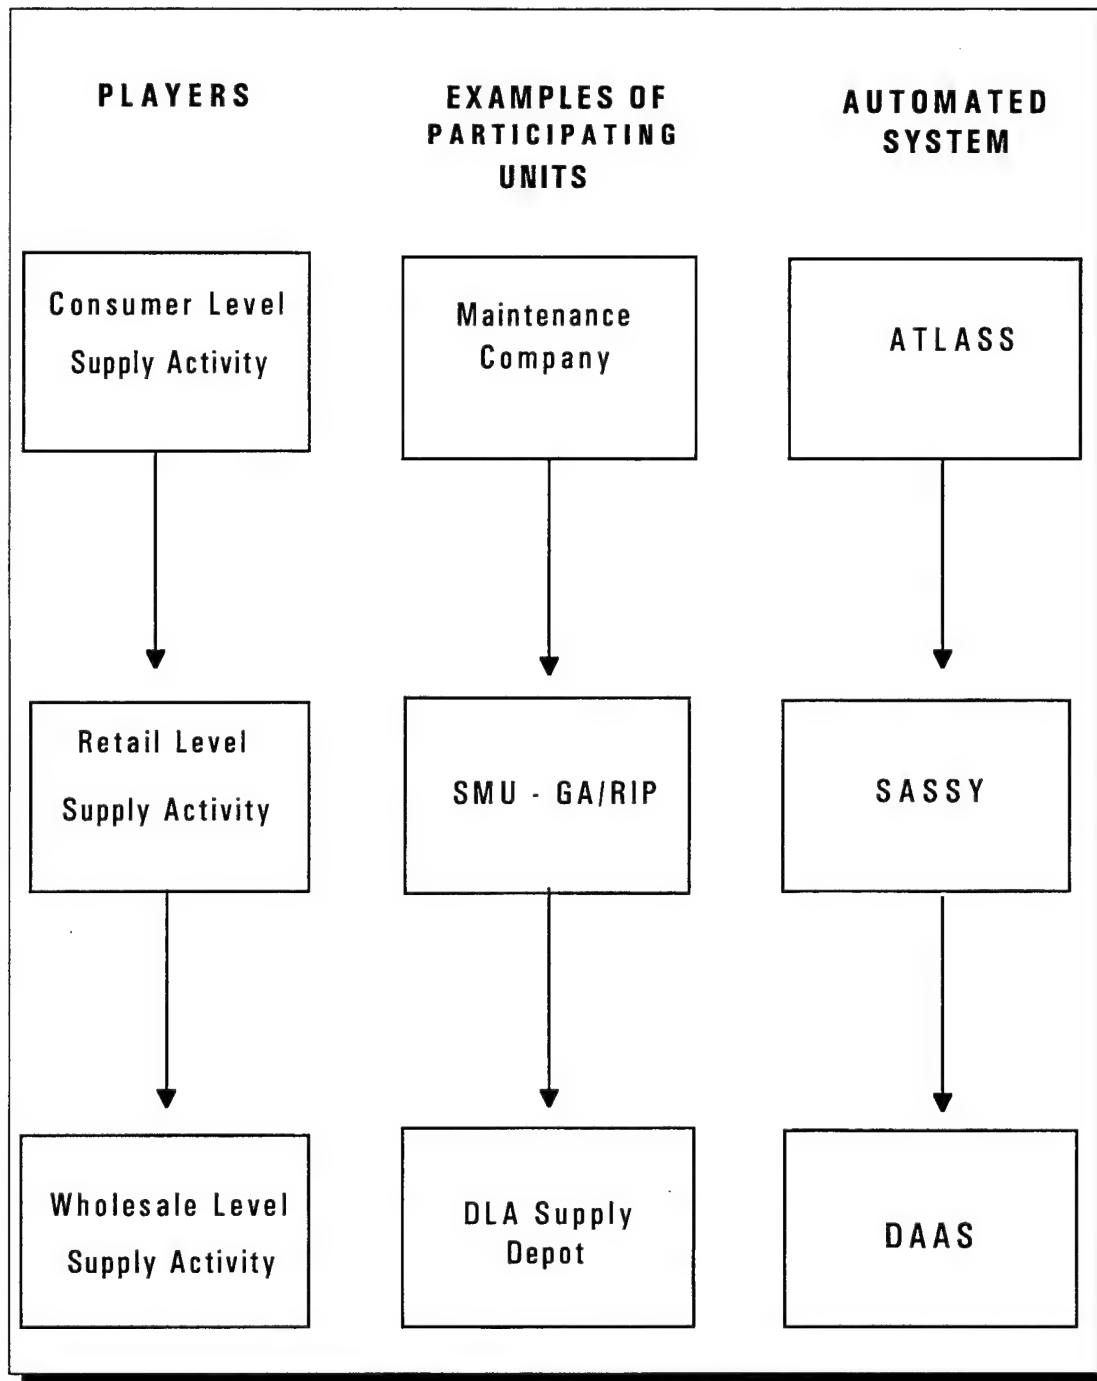 PLAYERS
EXAMPLES OF
PARTICIPATING
UNITS
AUTOMATED
SYSTEM
Consumer Level
Supply Activity
Maintenance
Company
ATLASS
Retail Level
Supply Activity
SMU - GA/RIP
SASSY
Wholesale Level
Supply Activity
DLA Supply
Depot
DAAS